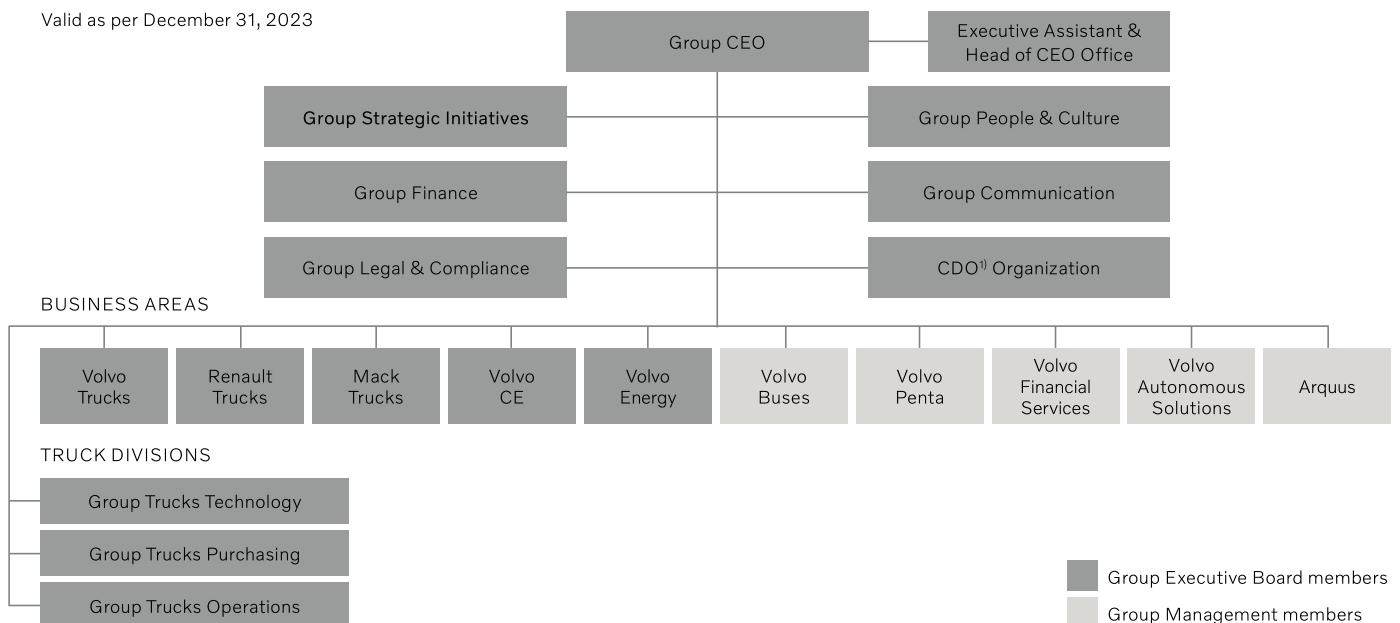 Valid as per December 31, 2023
Group CEO
Executive Assistant &
Head of CEO Office
Group Strategic Initiatives
Group People & Culture
Group Finance
Group Communication
Group Legal & Compliance
CDO¹⁾ Organization
BUSINESS AREAS
Volvo
Trucks
Renault
Trucks
Mack
Trucks
Volvo
CE
Volvo
Energy
Volvo
Buses
Volvo
Penta
Volvo
Financial
Services
Volvo
Autonomous
Solutions
Arquus
TRUCK DIVISIONS
Group Trucks Technology
Group Trucks Purchasing
Group Trucks Operations
Group Executive Board members
Group Management members